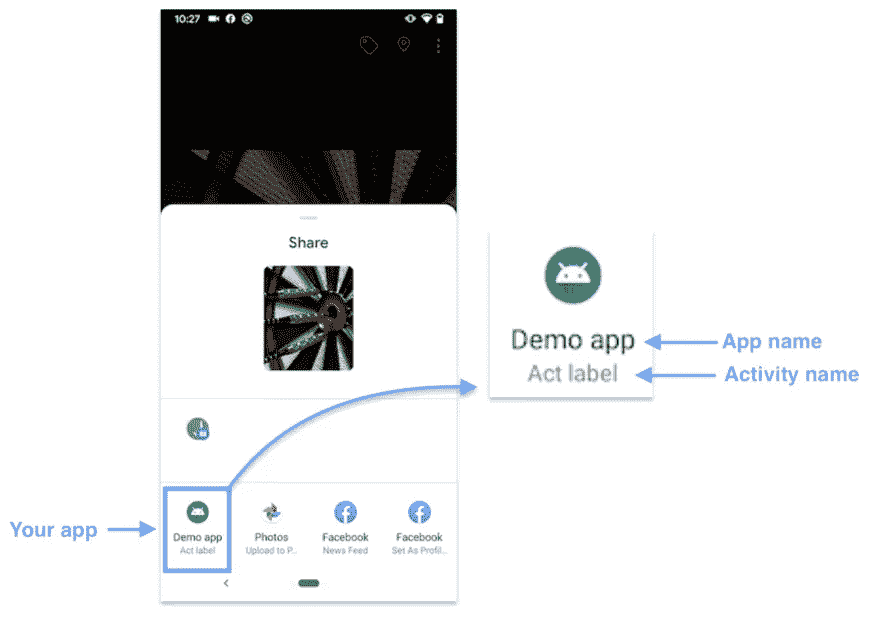 10:27
Share
Demo app
Act label
App name
Activity name
Your app
Demo app
Act label
Photos
Upload to P...
Facebook
News Feed
Facebook
Set As Profil...